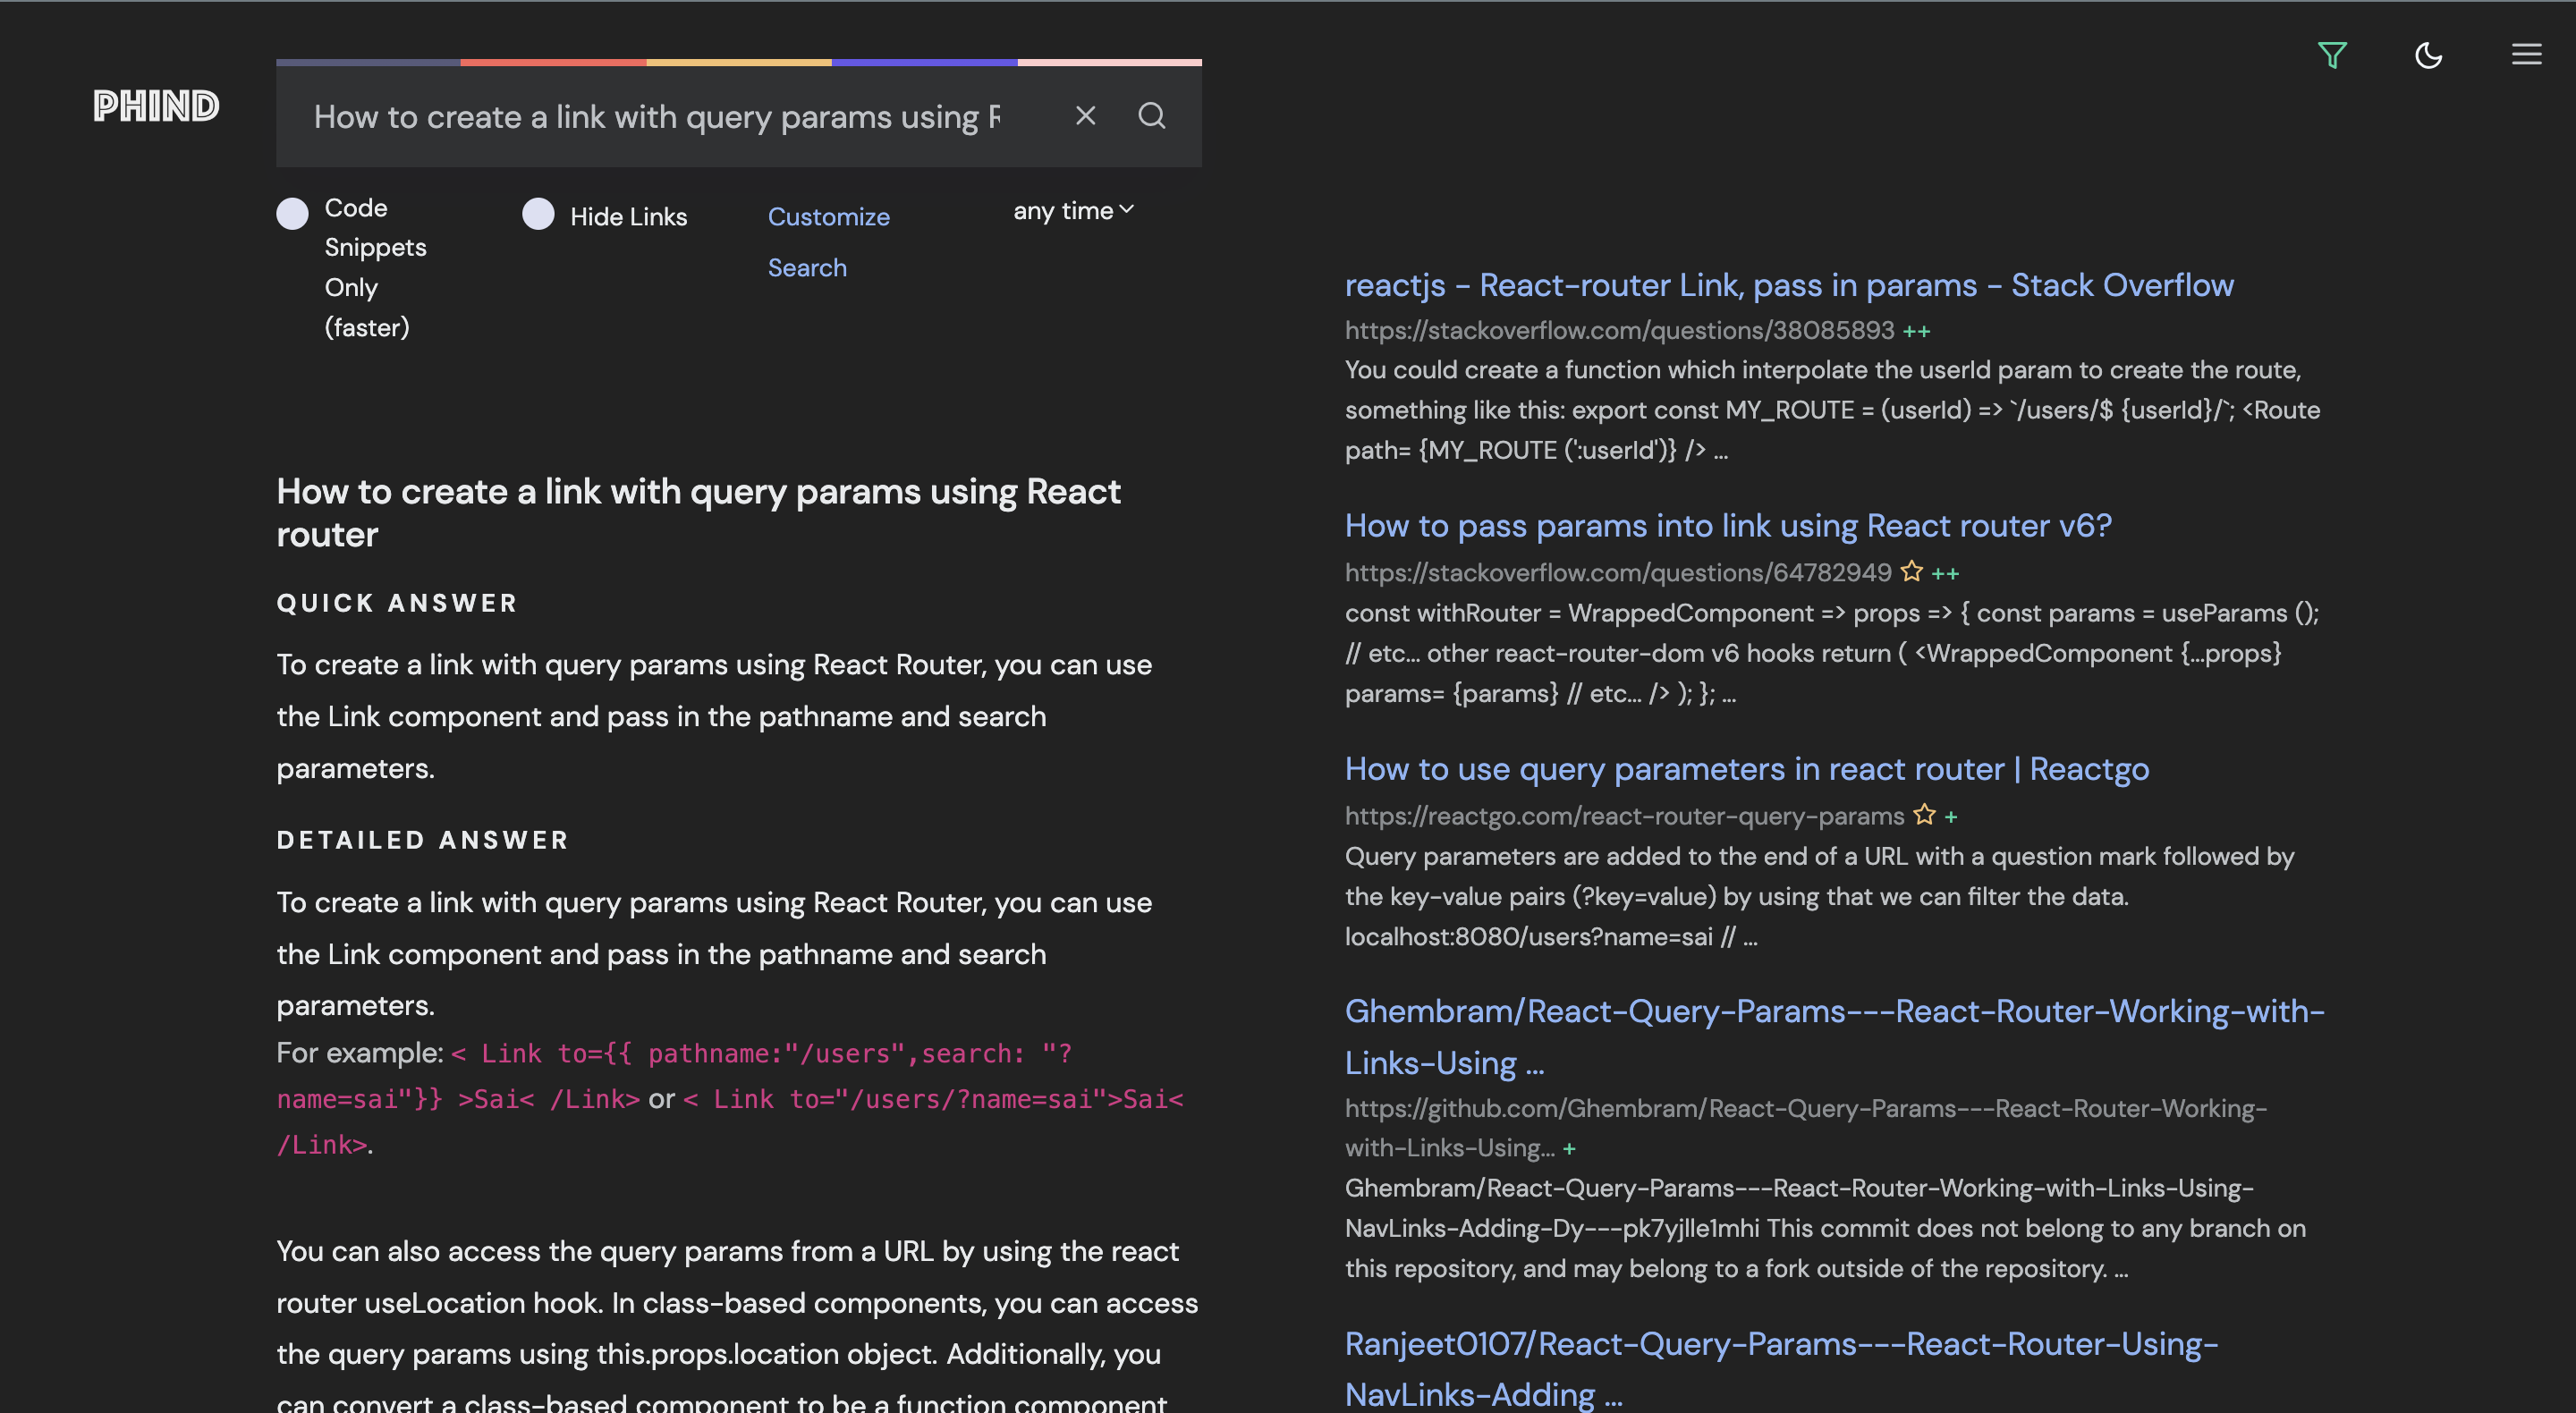 PHIND
How to create a link with query params using R
Code
Snippets
Only
(faster)
Hide Links
Customize
Search
any time
How to create a link with query params using React
router
QUICK ANSWER
To create a link with query params using React Router, you can use
the Link component and pass in the pathname and search
parameters.
DETAILED ANSWER
To create a link with query params using React Router, you can use
the Link component and pass in the pathname and search
parameters.
For example: < Link to={{ pathname:"/users",search: "?
name=sai"}} >Sai< /Link> or < Link to="/users/?name=sai">Sai<
/Link>.
You can also access the query params from a URL by using the react
router useLocation hook. In class-based components, you can access
the query params using this.props.location object. Additionally, you
can convert a class-based component to be a function component
reactjs - React-router Link, pass in params - Stack Overflow
https://stackoverflow.com/questions/38085893 ++
You could create a function which interpolate the userId param to create the route,
something like this: export const MY_ROUTE = (userId) => `/users/$ {userId}/`; <Route
path= {MY_ROUTE (':userId')} /> ...
How to pass params into link using React router v6?
https://stackoverflow.com/questions/64782949 ++
const withRouter = WrappedComponent => props => { const params = useParams ();
// etc... other react-router-dom v6 hooks return ( <WrappedComponent {...props}
params= {params} // etc... /> ); }; ...
How to use query parameters in react router | Reactgo
https://reactgo.com/react-router-query-params +
Query parameters are added to the end of a URL with a question mark followed by
the key-value pairs (?key=value) by using that we can filter the data.
localhost:8080/users?name=sai // ...
Ghembram/React-Query-Params---React-Router-Working-with-
Links-Using ...
https://github.com/Ghembram/React-Query-Params---React-Router-Working-
with-Links-Using... +
Ghembram/React-Query-Params---React-Router-Working-with-Links-Using-
NavLinks-Adding-Dy---pk7yjlle1mhi This commit does not belong to any branch on
this repository, and may belong to a fork outside of the repository. ...
Ranjeet0107/React-Query-Params---React-Router-Using-
NavLinks-Adding ...